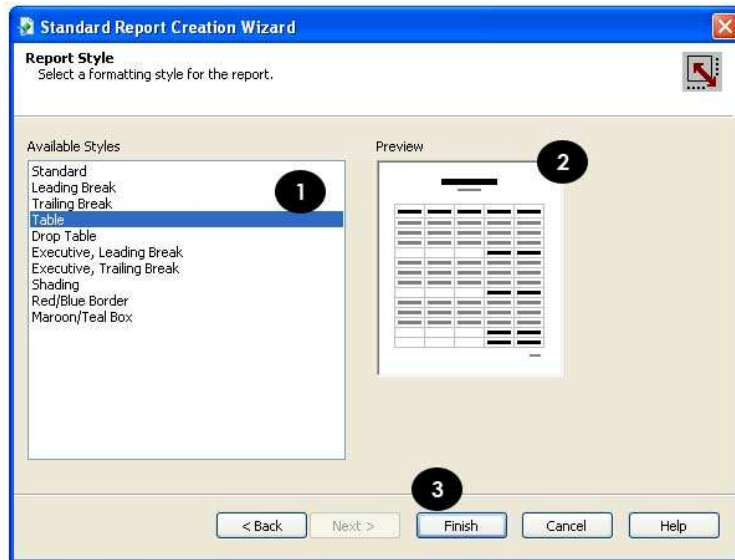 Standard Report Creation Wizard
Report Style
Select a formatting style for the report.
Available Styles
Standard
Leading Break
Trailing Break
Table
Drop Table
Executive, Leading Break
Executive, Trailing Break
Shading
Red/Blue Border
Maroon/Teal Box
1
Preview
2
3
< Back
Next >
Finish
Cancel
Help